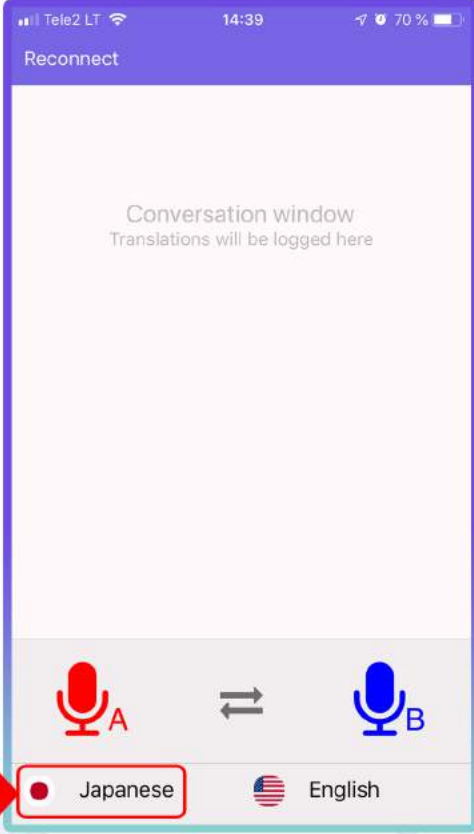 Tele2 LT 14:39 70 %
Reconnect
Conversation window
Translations will be logged here
A B
Japanese English